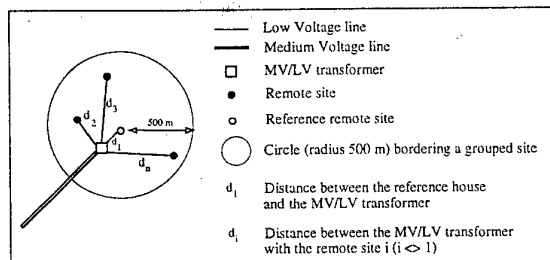 Low Voltage line
Medium Voltage line
MV/LV transformer
Remote site
Reference remote site
Circle (radius 500 m) bordering a grouped site
d1 Distance between the reference house
and the MV/LV transformer
di Distance between the MV/LV transformer
with the remote site i (i <> 1)
d3
d2
d1
500 m
dn